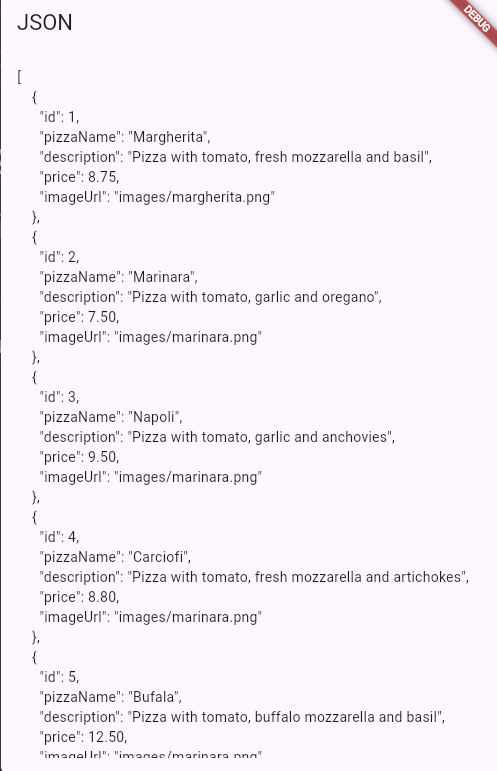 JSON
DEBUG
[
{
"id": 1,
"pizzaName": "Margherita",
"description": "Pizza with tomato, fresh mozzarella and basil",
"price": 8.75,
"imageUrl": "images/margherita.png"
},
{
"id": 2,
"pizzaName": "Marinara",
"description": "Pizza with tomato, garlic and oregano",
"price": 7.50,
"imageUrl": "images/marinara.png"
},
{
"id": 3,
"pizzaName": "Napoli",
"description": "Pizza with tomato, garlic and anchovies",
"price": 9.50,
"imageUrl": "images/marinara.png"
},
{
"id": 4,
"pizzaName": "Carciofi",
"description": "Pizza with tomato, fresh mozzarella and artichokes",
"price": 8.80,
"imageUrl": "images/marinara.png"
},
{
"id": 5,
"pizzaName": "Bufala",
"description": "Pizza with tomato, buffalo mozzarella and basil",
"price": 12.50,
"imageUrl": "images/marinara.png"